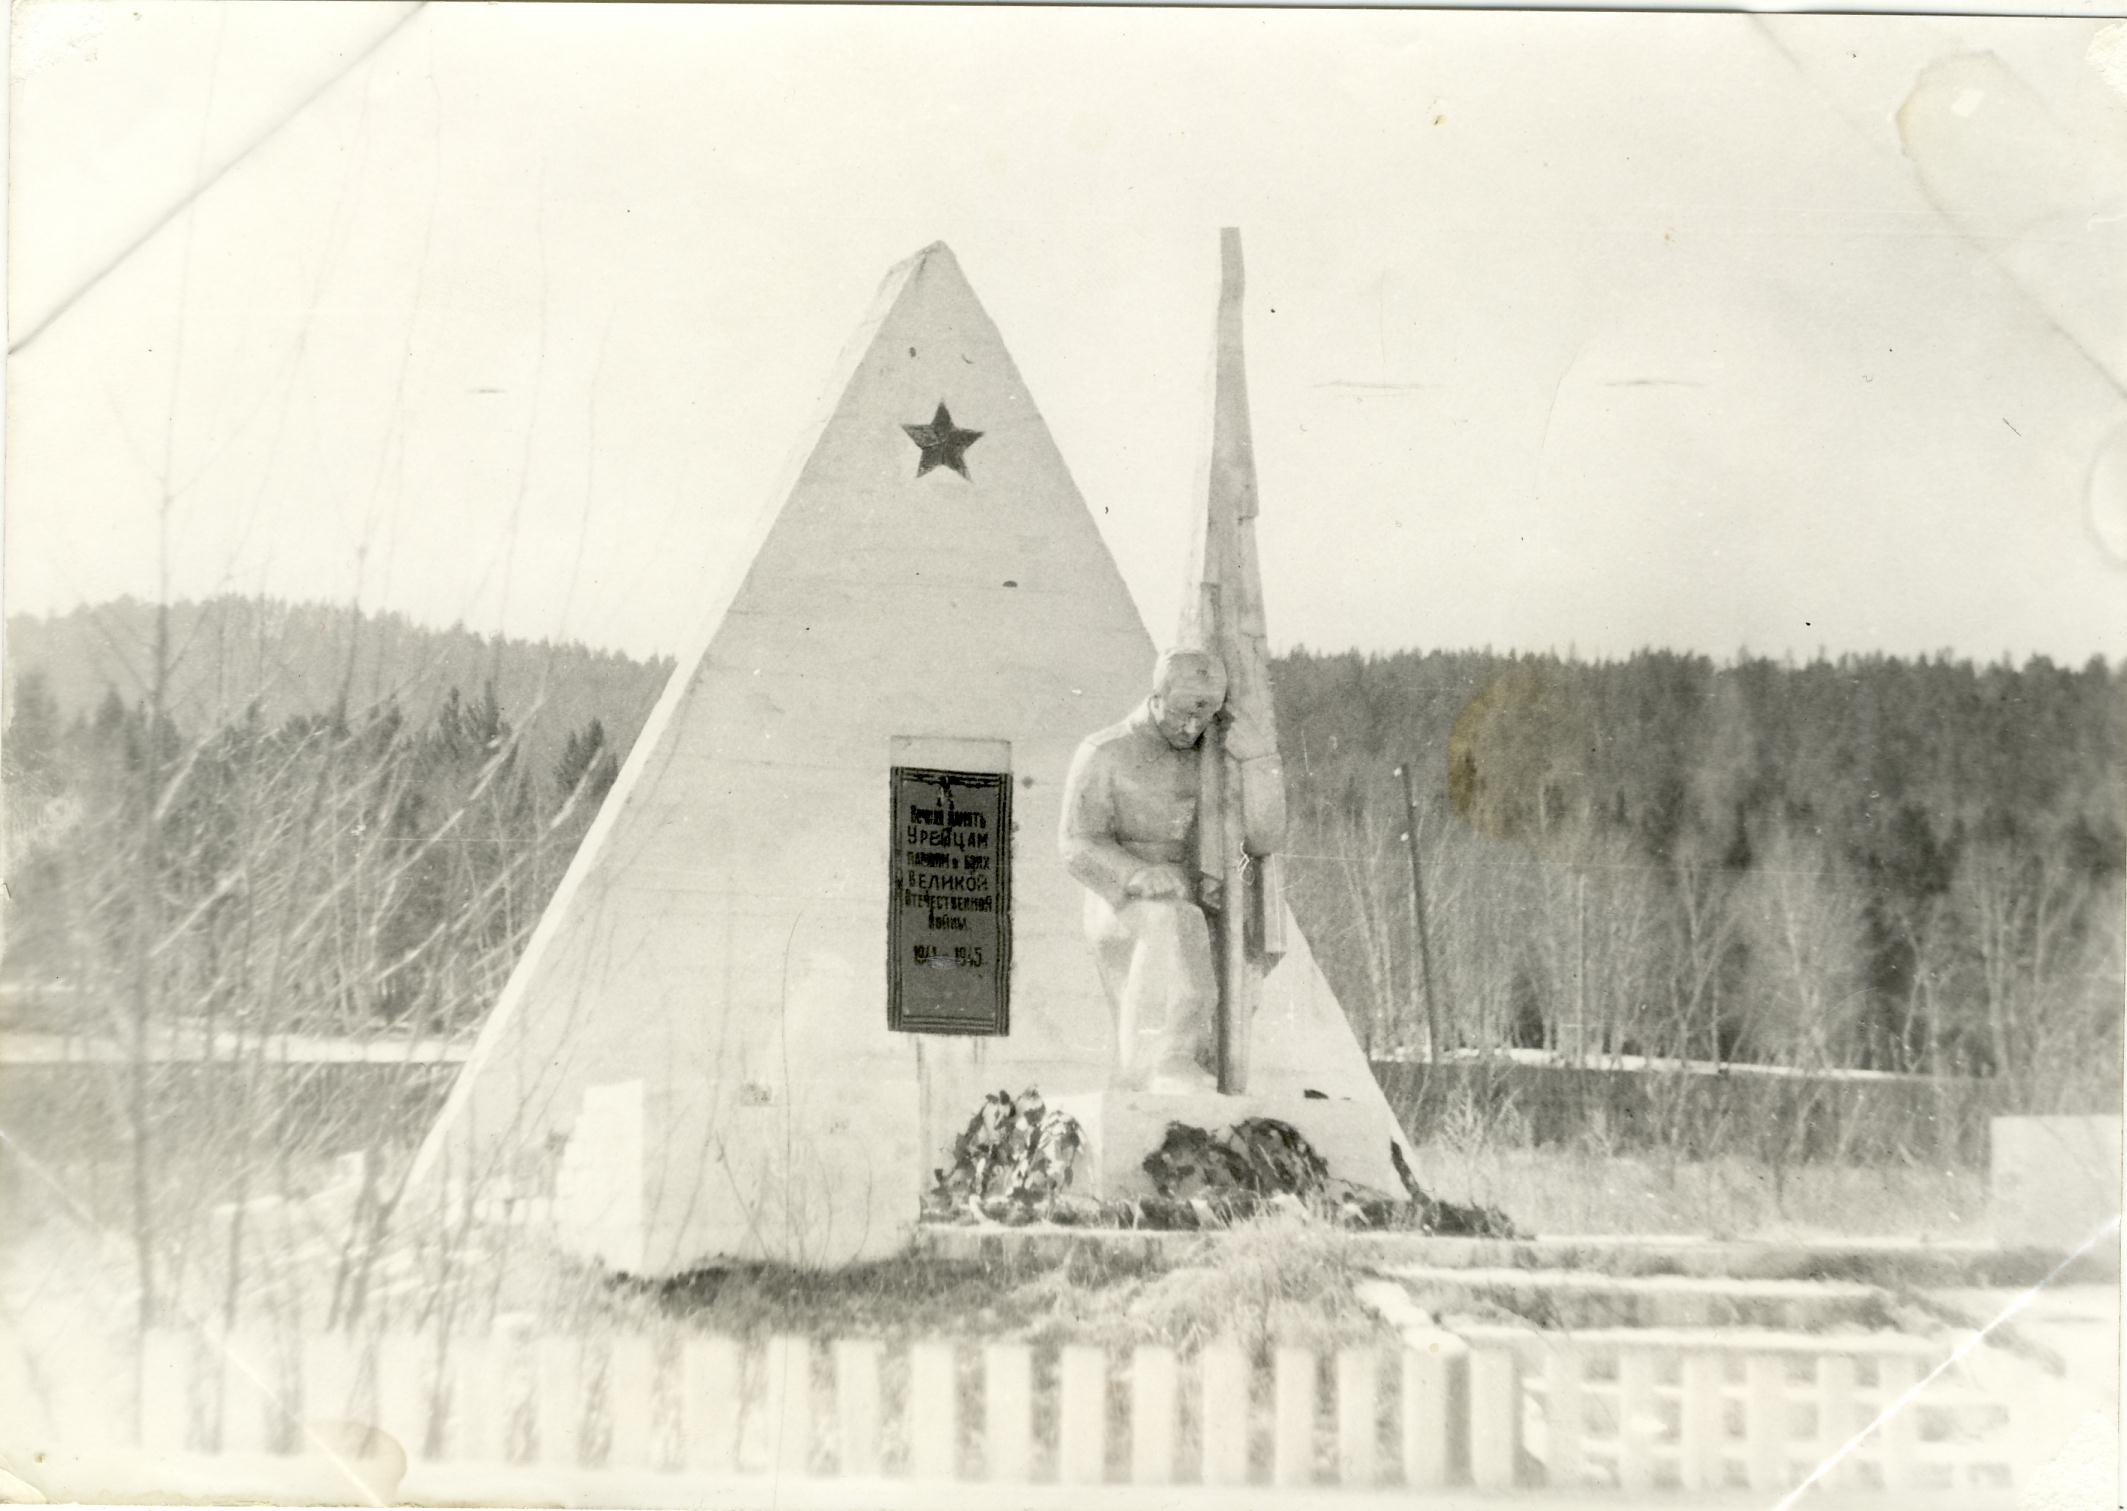 Вечная память
Урейцам
павшим в боях
Великой
Отечественной
войны
1941-1945